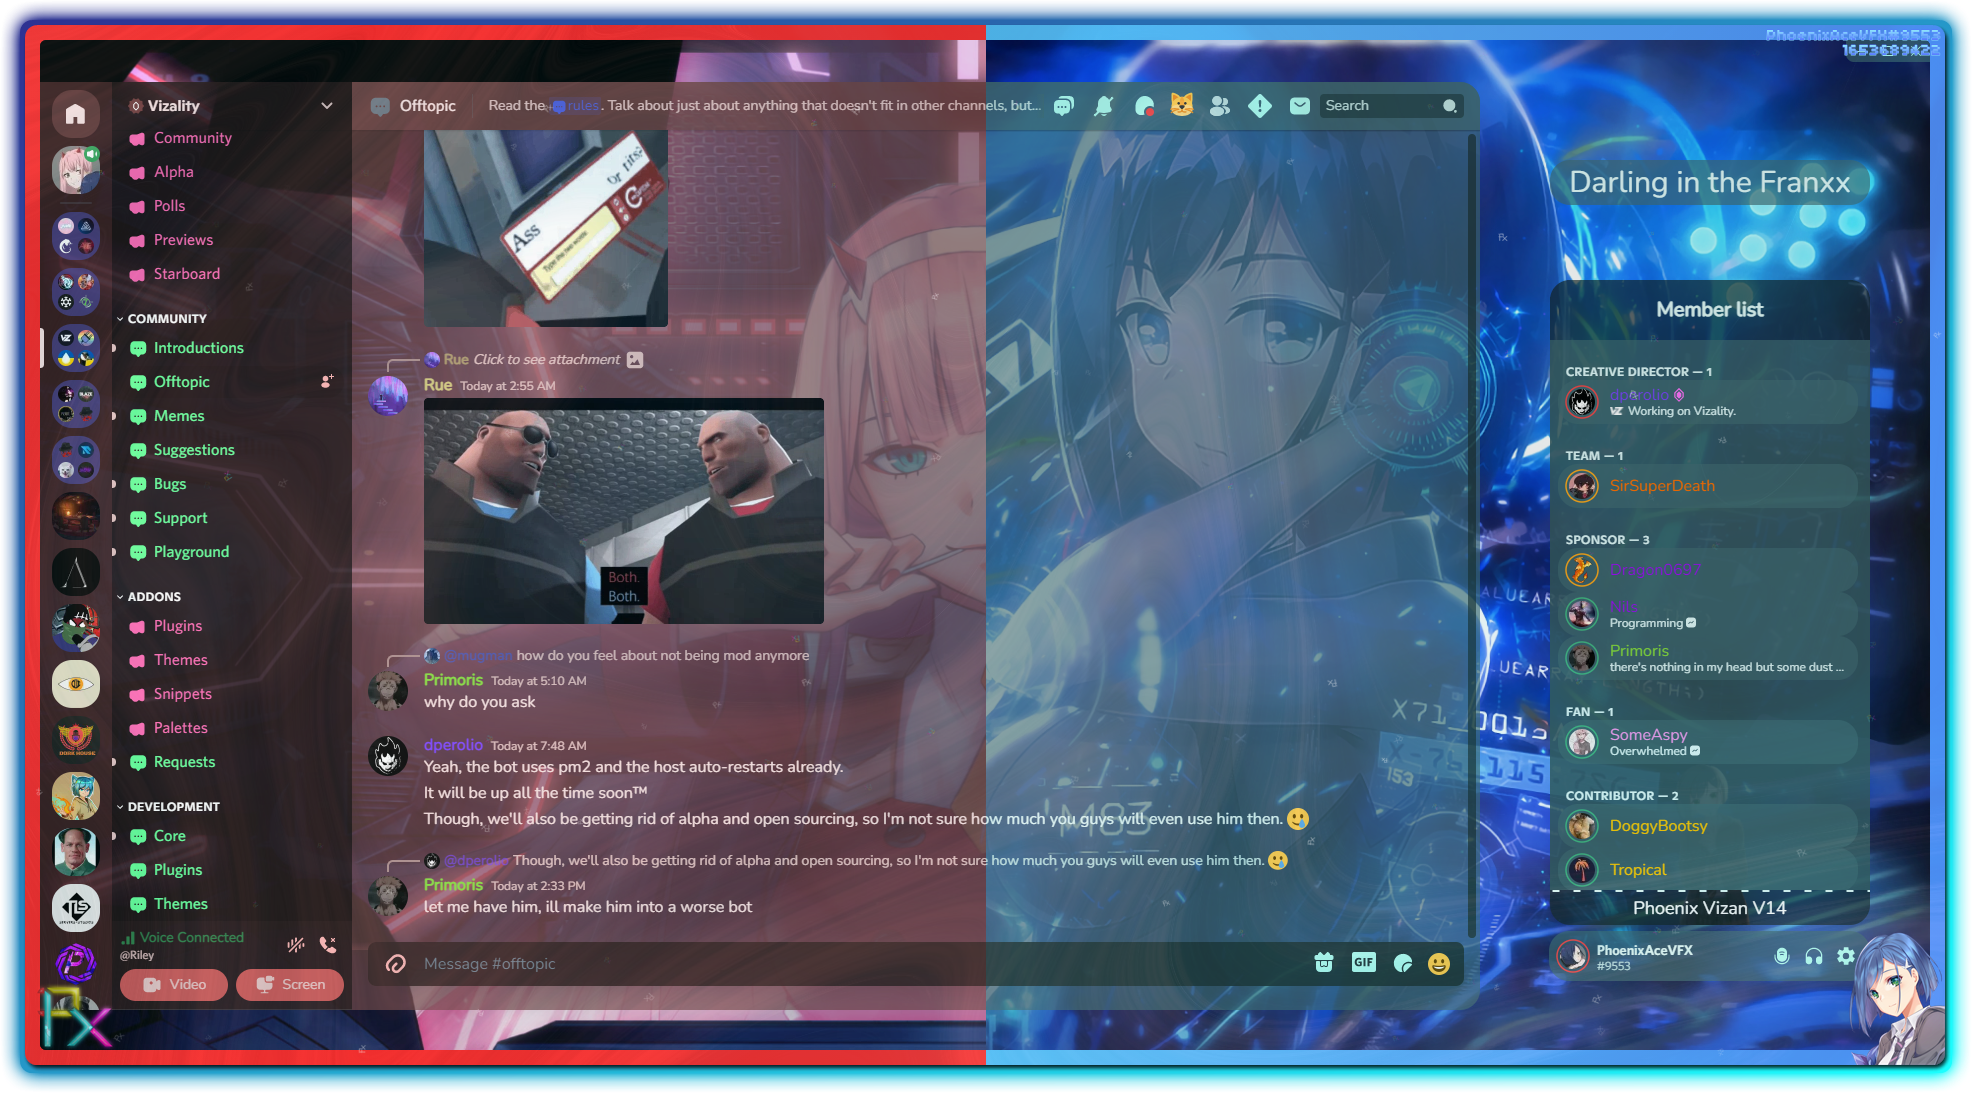 PhoenixAceVFX#9553
Vizality
Community
Alpha
Polls
Previews
Starboard
COMMUNITY
Introductions
Offtopic
Memes
Suggestions
Bugs
Support
Playground
ADDONS
Plugins
Themes
Snippets
Palettes
Requests
DEVELOPMENT
Core
Plugins
Themes
Voice Connected
@Riley
Video
Screen
Offtopic
Read the rules. Talk about just about anything that doesn't fit in other channels, but...
Search
Ass
or tits?
Type the two words:
Rue Click to see attachment
Rue Today at 2:55 AM
Both.
Both.
how do you feel about not being mod anymore
Primoris Today at 5:10 AM
why do you ask
dperolio Today at 7:48 AM
Yeah, the bot uses pm2 and the host auto-restarts already.
It will be up all the time soon™
Though, we'll also be getting rid of alpha and open sourcing, so I'm not sure how much you guys will even use him then.
@dperolio Though, we'll also be getting rid of alpha and open sourcing, so I'm not sure how much you guys will even use him then.
Primoris Today at 2:33 PM
let me have him, ill make him into a worse bot
Message #offtopic
GIF
Darling in the Franxx
Member list
CREATIVE DIRECTOR — 1
dperolio
VZ Working on Vizality.
TEAM — 1
SirSuperDeath
SPONSOR — 3
Programming
Primoris
there's nothing in my head but some dust ...
FAN — 1
SomeAspy
Overwhelmed
CONTRIBUTOR — 2
DoggyBootsy
Tropical
Phoenix Vizan V14
PhoenixAceVFX
#9553